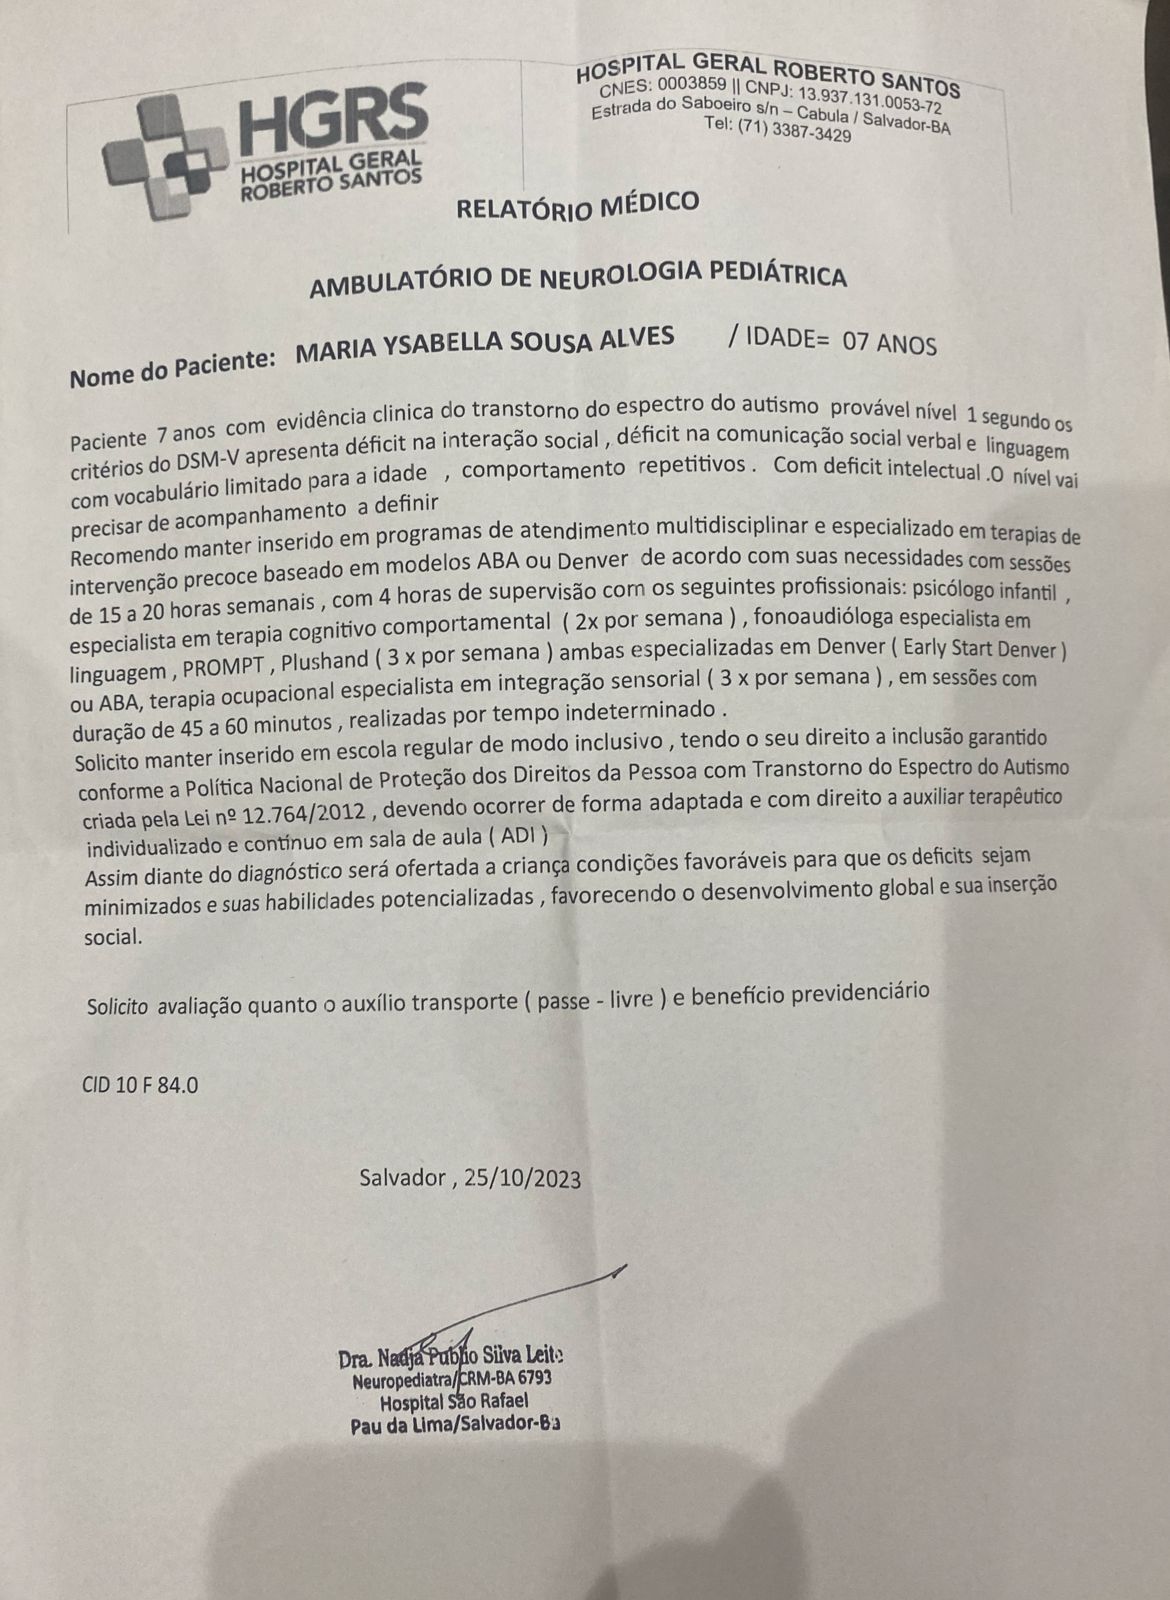 HGRS
HOSPITAL GERAL
ROBERTO SANTOS
HOSPITAL GERAL ROBERTO SANTOS
CNES: 0003859 || CNPJ: 13.937.131.0053-72
Estrada do Saboeiro s/n – Cabula / Salvador-BA
Tel: (71) 3387-3429
RELATÓRIO MÉDICO
AMBULATÓRIO DE NEUROLOGIA PEDIÁTRICA
Nome do Paciente: MARIA YSABELLA SOUSA ALVES / IDADE= 07 ANOS
Paciente 7 anos com evidência clinica do transtorno do espectro do autismo provável nível 1 segundo os
critérios do DSM-V apresenta déficit na interação social , déficit na comunicação social verbal e linguagem
com vocabulário limitado para a idade , comportamento repetitivos . Com deficit intelectual .O nível vai
precisar de acompanhamento a definir
Recomendo manter inserido em programas de atendimento multidisciplinar e especializado em terapias de
intervenção precoce baseado em modelos ABA ou Denver de acordo com suas necessidades com sessões
de 15 a 20 horas semanais , com 4 horas de supervisão com os seguintes profissionais: psicólogo infantil ,
especialista em terapia cognitivo comportamental ( 2x por semana ) , fonoaudióloga especialista em
linguagem , PROMPT , Plushand ( 3 x por semana ) ambas especializadas em Denver ( Early Start Denver )
ou ABA, terapia ocupacional especialista em integração sensorial ( 3 x por semana ) , em sessões com
duração de 45 a 60 minutos , realizadas por tempo indeterminado .
Solicito manter inserido em escola regular de modo inclusivo , tendo o seu direito a inclusão garantido
conforme a Política Nacional de Proteção dos Direitos da Pessoa com Transtorno do Espectro do Autismo
criada pela Lei nº 12.764/2012 , devendo ocorrer de forma adaptada e com direito a auxiliar terapêutico
individualizado e contínuo em sala de aula ( ADI )
Assim diante do diagnóstico será ofertada a criança condições favoráveis para que os deficits sejam
minimizados e suas habilidades potencializadas , favorecendo o desenvolvimento global e sua inserção
social.
Solicito avaliação quanto o auxílio transporte ( passe - livre ) e benefício previdenciário
CID 10 F 84.0
Salvador , 25/10/2023
Dra. Nadja Publio Silva Leite
Neuropediatra/CRM-BA 6793
Hospital São Rafael
Pau da Lima/Salvador-Ba